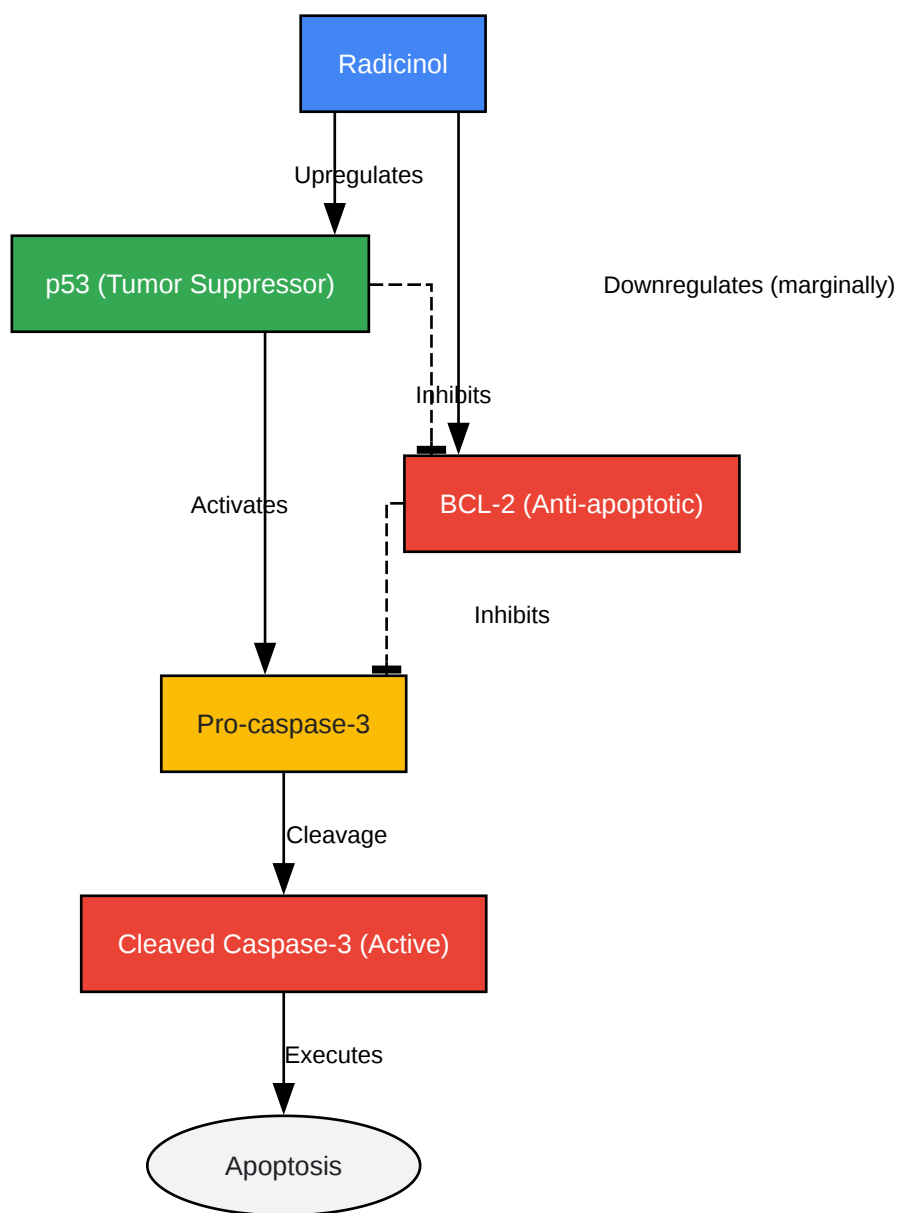 Radicinol
Upregulates
p53 (Tumor Suppressor)
Downregulates (marginally)
Inhibits
BCL-2 (Anti-apoptotic)
Activates
Inhibits
Pro-caspase-3
Cleavage
Cleaved Caspase-3 (Active)
Executes
Apoptosis